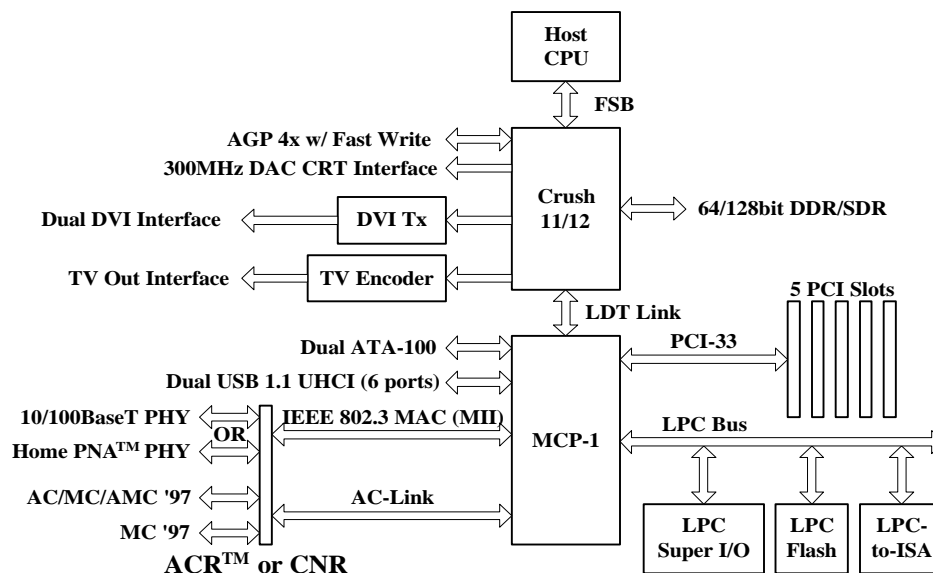 Host
CPU
FSB
AGP 4x w/ Fast Write
300MHz DAC CRT Interface
Crush
11/12
64/128bit DDR/SDR
Dual DVI Interface
DVI Tx
TV Out Interface
TV Encoder
LDT Link
5 PCI Slots
Dual ATA-100
PCI-33
Dual USB 1.1 UHCI (6 ports)
10/100BaseT PHY
OR
IEEE 802.3 MAC (MII)
MCP-1
LPC Bus
Home PNA™ PHY
AC/MC/AMC '97
AC-Link
MC '97
ACR™ or CNR
LPC
Super I/O
LPC
Flash
LPC-
to-ISA